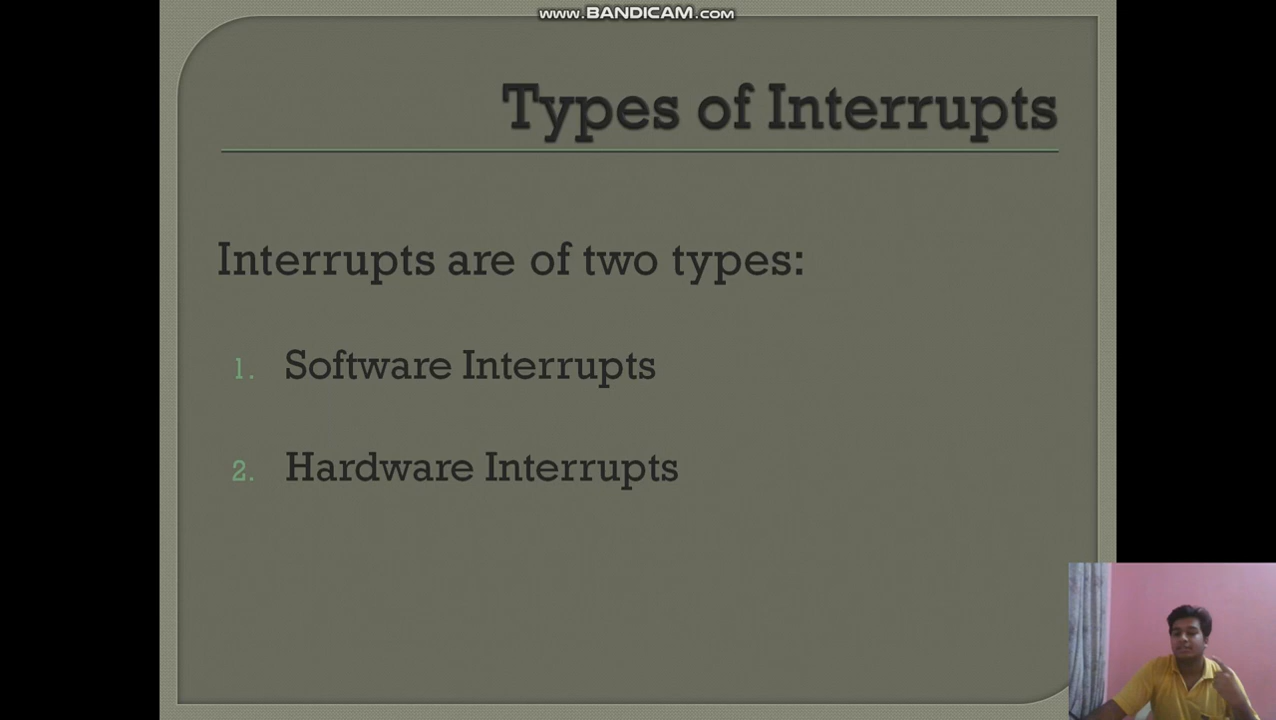 www.BANDICAM.com
Types of Interrupts
Interrupts are of two types:
1. Software Interrupts
2. Hardware Interrupts